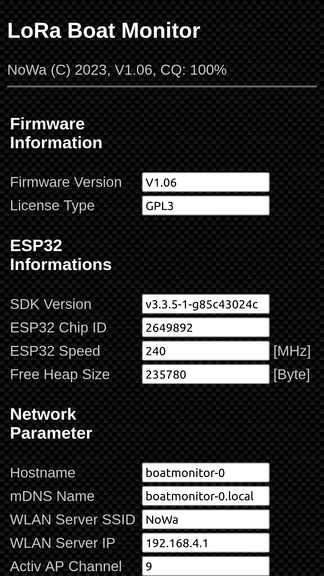 LoRa Boat Monitor
NoWa (C) 2023, V1.06, CQ: 100%
Firmware
Information
Firmware Version V1.06
License Type GPL3
ESP32
Informations
SDK Version v3.3.5-1-g85c43024c
ESP32 Chip ID 2649892
ESP32 Speed 240 [MHz]
Free Heap Size 235780 [Byte]
Network
Parameter
Hostname boatmonitor-0
mDNS Name boatmonitor-0.local
WLAN Server SSID NoWa
WLAN Server IP 192.168.4.1
Activ AP Channel 9